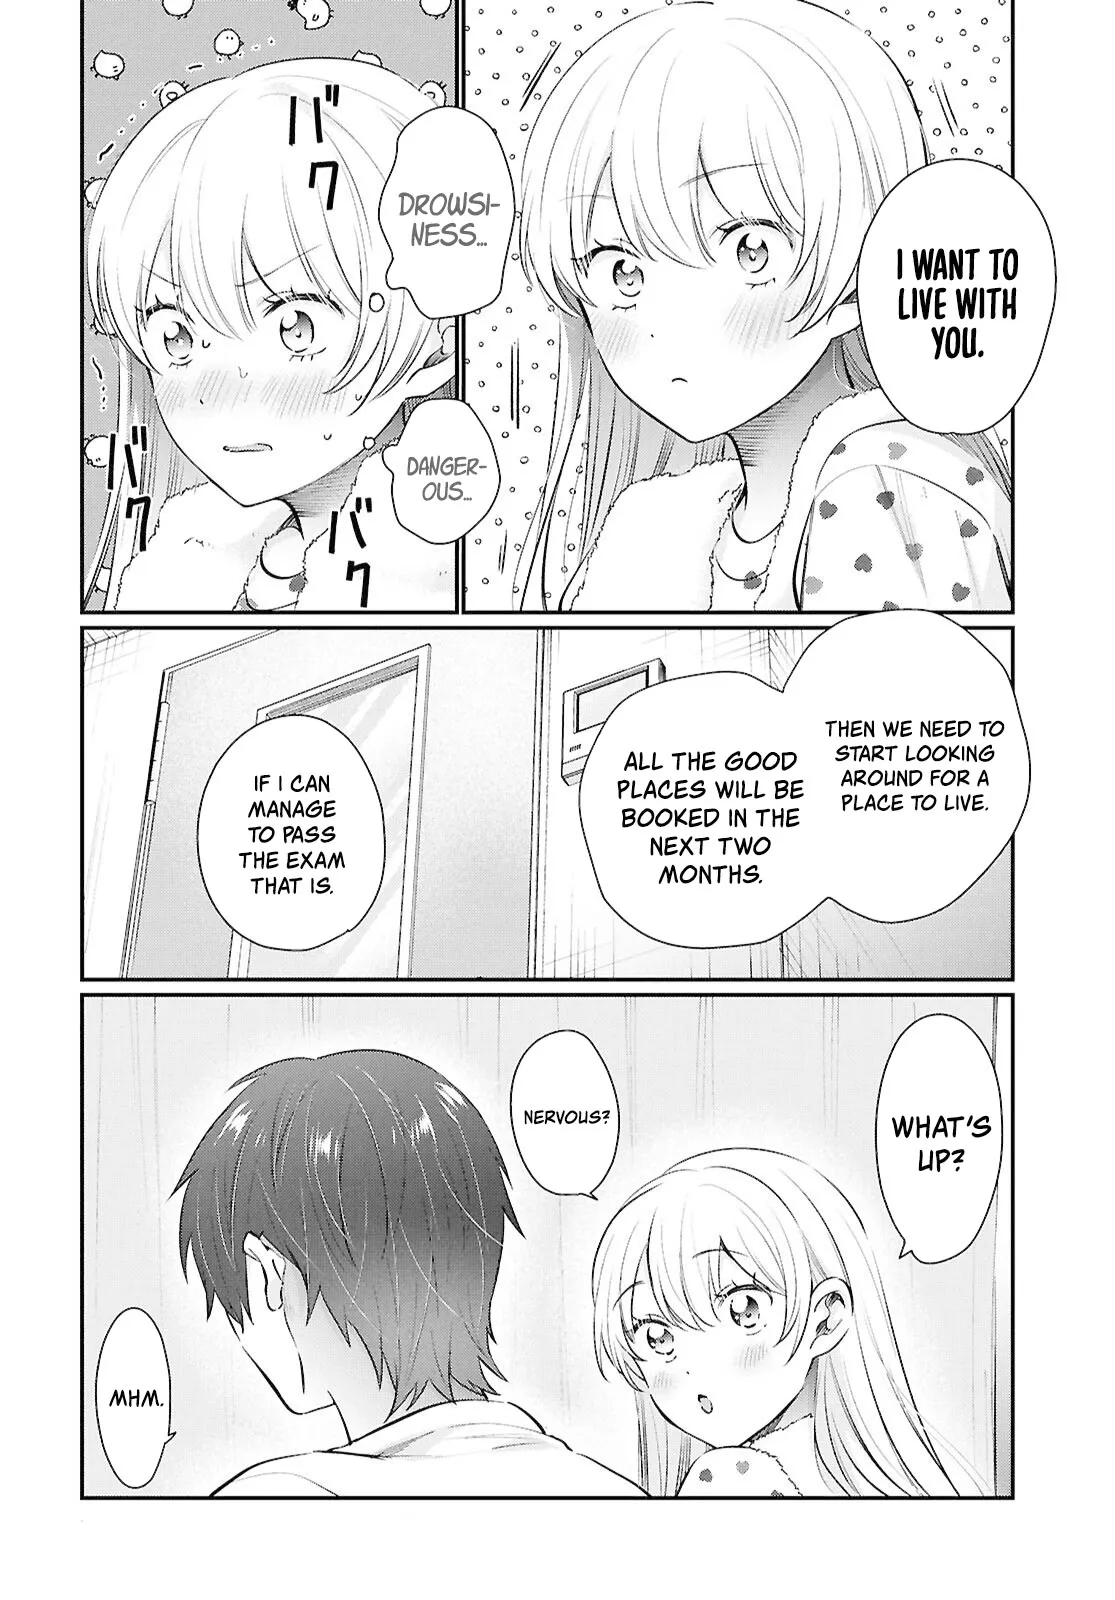 I WANT TO
LIVE WITH
YOU.
DROWSI-
NESS...
DANGER-
OUS...
バク
バク
バク
THEN WE NEED TO
START LOOKING
AROUND FOR A
PLACE TO LIVE.
ALL THE GOOD
PLACES WILL BE
BOOKED IN THE
NEXT TWO
MONTHS.
IF I CAN
MANAGE
TO PASS
THE EXAM
THAT IS.
WHAT'S
UP?
NERVOUS?
MHM.